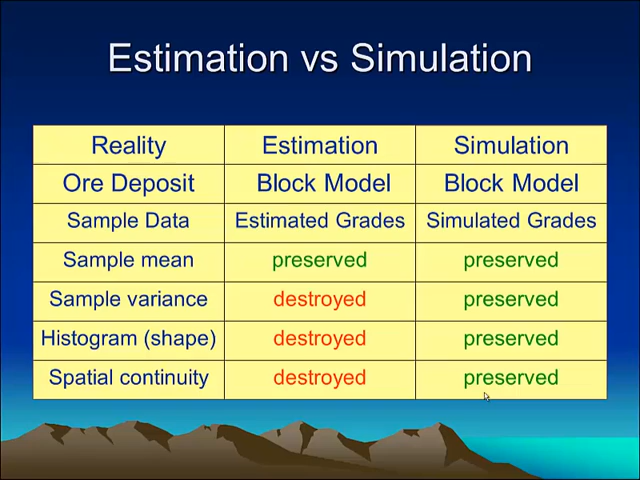 Estimation vs Simulation
Reality Estimation Simulation
Ore Deposit Block Model Block Model
Sample Data Estimated Grades Simulated Grades
Sample mean preserved preserved
Sample variance destroyed preserved
Histogram (shape) destroyed preserved
Spatial continuity destroyed preserved